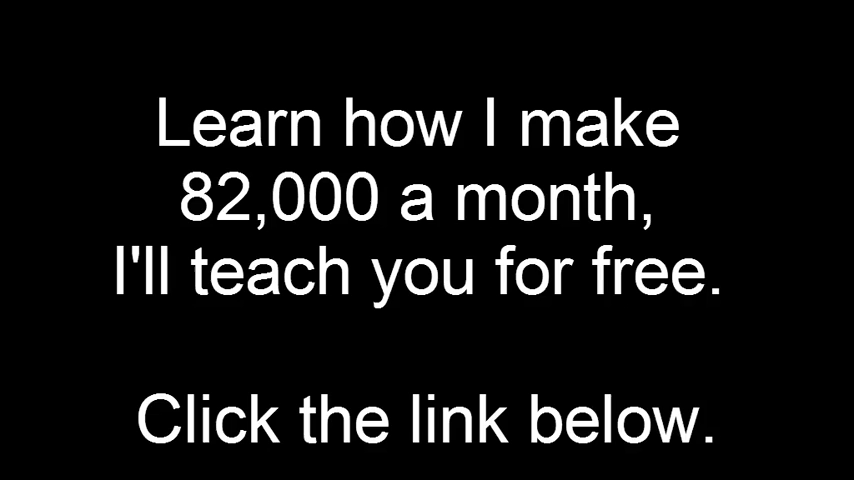 Learn how I make
82,000 a month,
I'll teach you for free.
Click the link below.